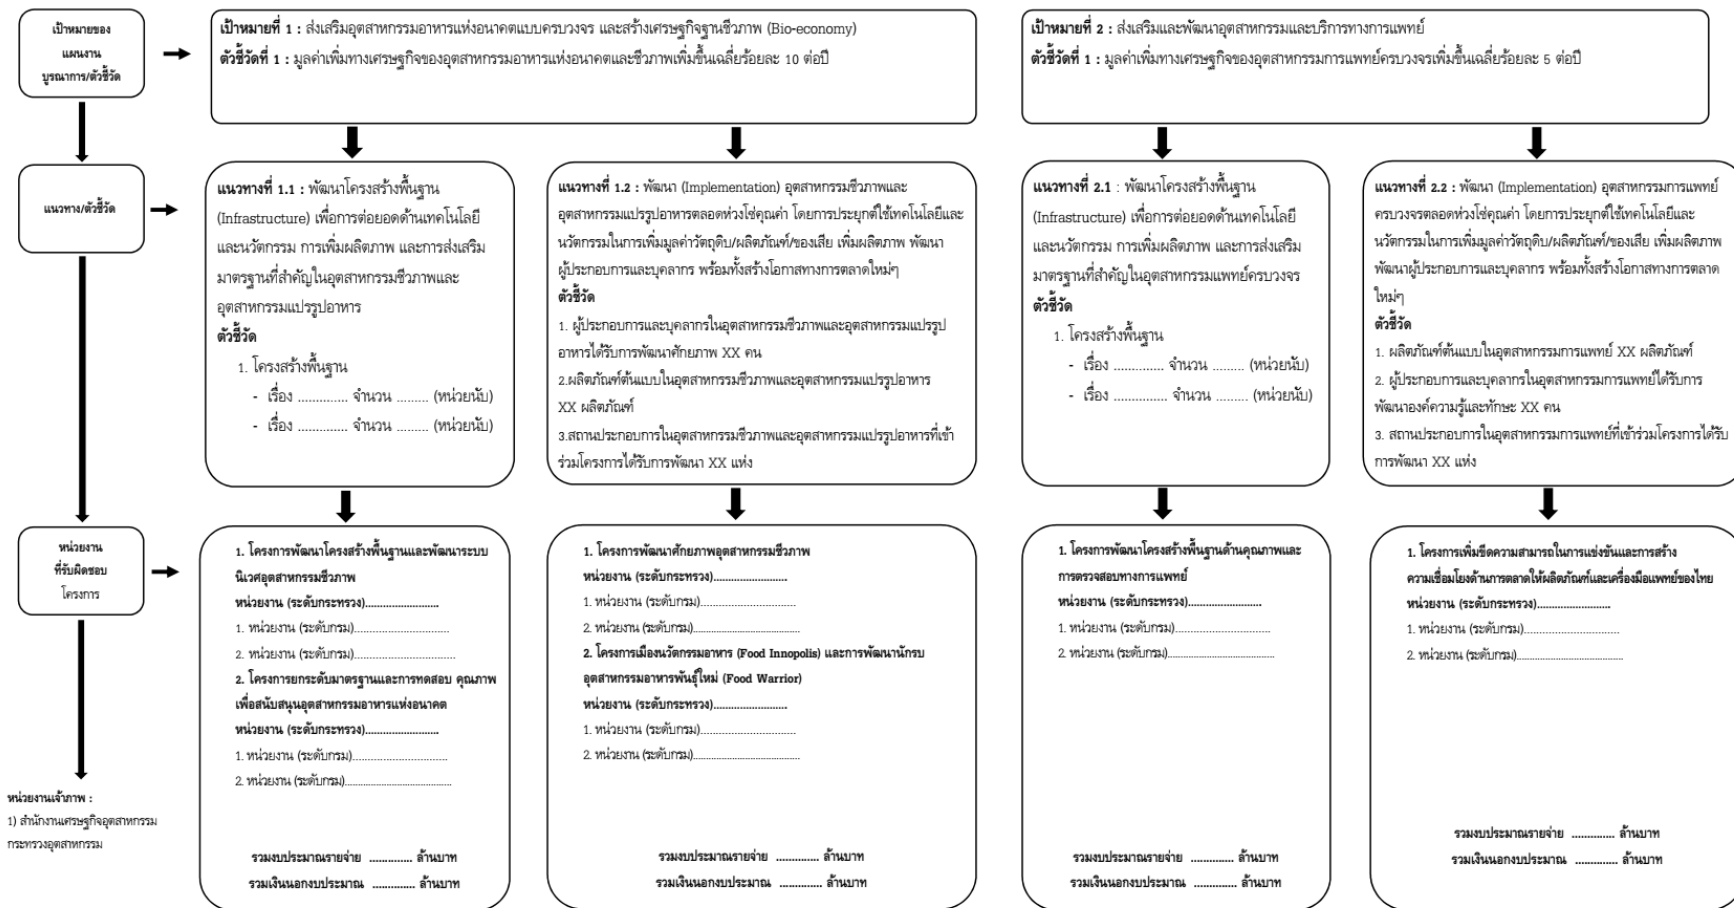 เป้าหมายของ
แผนงาน
บูรณาการ/ตัวชี้วัด
เป้าหมายที่ 1 : ส่งเสริมอุตสาหกรรมอาหารแห่งอนาคตแบบครบวงจร และสร้างเศรษฐกิจฐานชีวภาพ (Bio-economy)
ตัวชี้วัดที่ 1 : มูลค่าเพิ่มทางเศรษฐกิจของอุตสาหกรรมอาหารแห่งอนาคตและชีวภาพเพิ่มขึ้นเฉลี่ยร้อยละ 10 ต่อปี
เป้าหมายที่ 2 : ส่งเสริมและพัฒนาอุตสาหกรรมและบริการทางการแพทย์
ตัวชี้วัดที่ 1 : มูลค่าเพิ่มทางเศรษฐกิจของอุตสาหกรรมการแพทย์ครบวงจรเพิ่มขึ้นเฉลี่ยร้อยละ 5 ต่อปี
แนวทาง/ตัวชี้วัด
แนวทางที่ 1.1 : พัฒนาโครงสร้างพื้นฐาน
(Infrastructure) เพื่อการต่อยอดด้านเทคโนโลยี
และนวัตกรรม การเพิ่มผลิตภาพ และการส่งเสริม
มาตรฐานที่สำคัญในอุตสาหกรรมชีวภาพและ
อุตสาหกรรมแปรรูปอาหาร
ตัวชี้วัด
1. โครงสร้างพื้นฐาน
- เรื่อง .............. จำนวน ......... (หน่วยนับ)
- เรื่อง .............. จำนวน ......... (หน่วยนับ)
แนวทางที่ 1.2 : พัฒนา (Implementation) อุตสาหกรรมชีวภาพและ
อุตสาหกรรมแปรรูปอาหารตลอดห่วงโซ่คุณค่า โดยการประยุกต์ใช้เทคโนโลยีและ
นวัตกรรมในการเพิ่มมูลค่าวัตถุดิบ/ผลิตภัณฑ์/ของเสีย เพิ่มผลิตภาพ พัฒนา
ผู้ประกอบการและบุคลากร พร้อมทั้งสร้างโอกาสทางการตลาดใหม่ๆ
ตัวชี้วัด
1. ผู้ประกอบการและบุคลากรในอุตสาหกรรมชีวภาพและอุตสาหกรรมแปรรูป
อาหารได้รับการพัฒนาศักยภาพ XX คน
2.ผลิตภัณฑ์ต้นแบบในอุตสาหกรรมชีวภาพและอุตสาหกรรมแปรรูปอาหาร
XX ผลิตภัณฑ์
3.สถานประกอบการในอุตสาหกรรมชีวภาพและอุตสาหกรรมแปรรูปอาหารที่เข้า
ร่วมโครงการได้รับการพัฒนา XX แห่ง
แนวทางที่ 2.1 : พัฒนาโครงสร้างพื้นฐาน
(Infrastructure) เพื่อการต่อยอดด้านเทคโนโลยี
และนวัตกรรม การเพิ่มผลิตภาพ และการส่งเสริม
มาตรฐานที่สำคัญในอุตสาหกรรมแพทย์ครบวงจร
ตัวชี้วัด
1. โครงสร้างพื้นฐาน
- เรื่อง .............. จำนวน ......... (หน่วยนับ)
- เรื่อง .............. จำนวน ......... (หน่วยนับ)
แนวทางที่ 2.2 : พัฒนา (Implementation) อุตสาหกรรมการแพทย์
ครบวงจรตลอดห่วงโซ่คุณค่า โดยการประยุกต์ใช้เทคโนโลยีและ
นวัตกรรมในการเพิ่มมูลค่าวัตถุดิบ/ผลิตภัณฑ์/ของเสีย เพิ่มผลิตภาพ
พัฒนาผู้ประกอบการและบุคลากร พร้อมทั้งสร้างโอกาสทางการตลาด
ใหม่ๆ
ตัวชี้วัด
1. ผลิตภัณฑ์ต้นแบบในอุตสาหกรรมการแพทย์ XX ผลิตภัณฑ์
2. ผู้ประกอบการและบุคลากรในอุตสาหกรรมการแพทย์ได้รับการ
พัฒนาองค์ความรู้และทักษะ XX คน
3. สถานประกอบการในอุตสาหกรรมการแพทย์ที่เข้าร่วมโครงการได้รับ
การพัฒนา XX แห่ง
หน่วยงาน
ที่รับผิดชอบ
โครงการ
1. โครงการพัฒนาโครงสร้างพื้นฐานและพัฒนาระบบ
นิเวศอุตสาหกรรมชีวภาพ
หน่วยงาน (ระดับกระทรวง).........................
1. หน่วยงาน (ระดับกรม)................................
2. หน่วยงาน (ระดับกรม)..................................
2. โครงการยกระดับมาตรฐานและการทดสอบ คุณภาพ
เพื่อสนับสนุนอุตสาหกรรมอาหารแห่งอนาคต
หน่วยงาน (ระดับกระทรวง).........................
1. หน่วยงาน (ระดับกรม)................................
2. หน่วยงาน (ระดับกรม)....................................
รวมงบประมาณรายจ่าย .............. ล้านบาท
รวมเงินนอกงบประมาณ .............. ล้านบาท
1. โครงการพัฒนาศักยภาพอุตสาหกรรมชีวภาพ
หน่วยงาน (ระดับกระทรวง).........................
1. หน่วยงาน (ระดับกรม)................................
2. หน่วยงาน (ระดับกรม)....................................
2. โครงการเมืองนวัตกรรมอาหาร (Food Innopolis) และการพัฒนานักรบ
อุตสาหกรรมอาหารพันธุ์ใหม่ (Food Warrior)
หน่วยงาน (ระดับกระทรวง).........................
1. หน่วยงาน (ระดับกรม)................................
2. หน่วยงาน (ระดับกรม)....................................
รวมงบประมาณรายจ่าย .............. ล้านบาท
รวมเงินนอกงบประมาณ .............. ล้านบาท
1. โครงการพัฒนาโครงสร้างพื้นฐานด้านคุณภาพและ
การตรวจสอบทางการแพทย์
หน่วยงาน (ระดับกระทรวง).........................
1. หน่วยงาน (ระดับกรม)................................
2. หน่วยงาน (ระดับกรม)....................................
รวมงบประมาณรายจ่าย .............. ล้านบาท
รวมเงินนอกงบประมาณ .............. ล้านบาท
1. โครงการเพิ่มขีดความสามารถในการแข่งขันและการสร้าง
ความเชื่อมโยงด้านการตลาดให้ผลิตภัณฑ์และเครื่องมือแพทย์ของไทย
หน่วยงาน (ระดับกระทรวง).........................
1. หน่วยงาน (ระดับกรม)................................
2. หน่วยงาน (ระดับกรม)....................................
รวมงบประมาณรายจ่าย .............. ล้านบาท
รวมเงินนอกงบประมาณ .............. ล้านบาท
หน่วยงานเจ้าภาพ :
1) สำนักงานเศรษฐกิจอุตสาหกรรม
กระทรวงอุตสาหกรรม